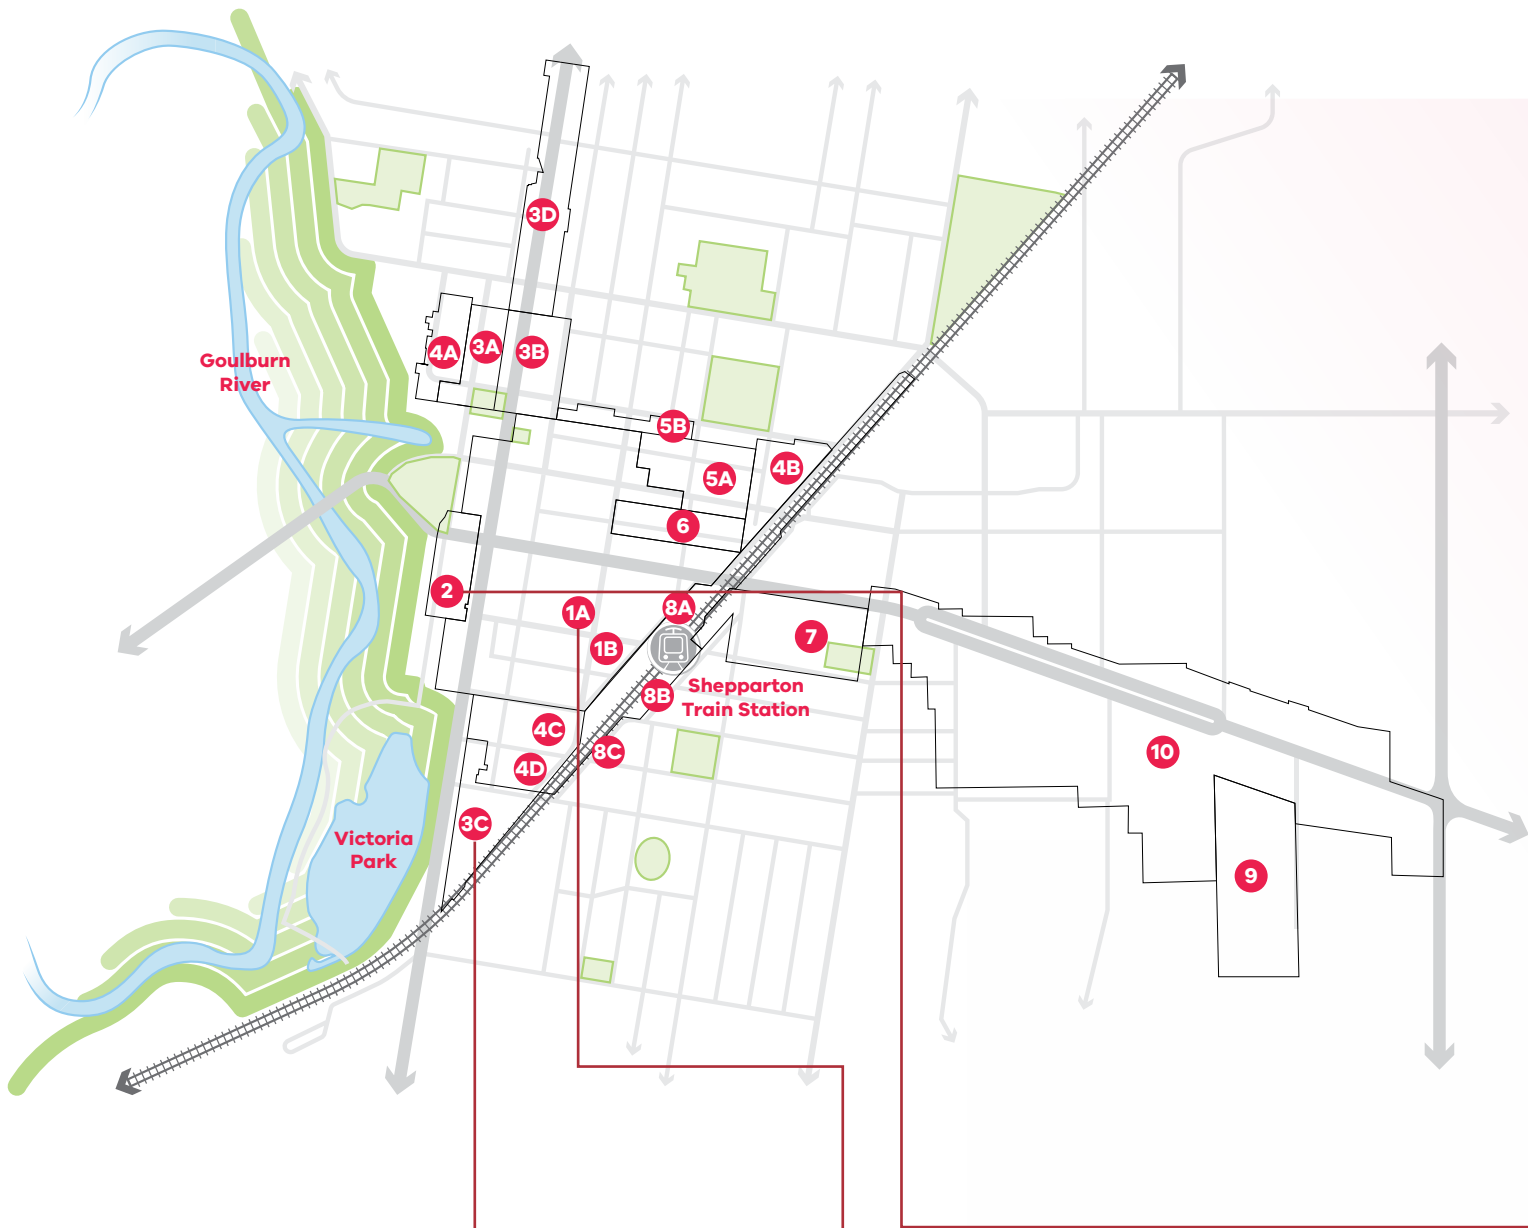 3D
Goulburn
River
4A
3A
3B
5B
5A
4B
6
2
1A
8A
1B
7
Shepparton
Train Station
8B
4C
8C
4D
10
3C
Victoria
Park
9